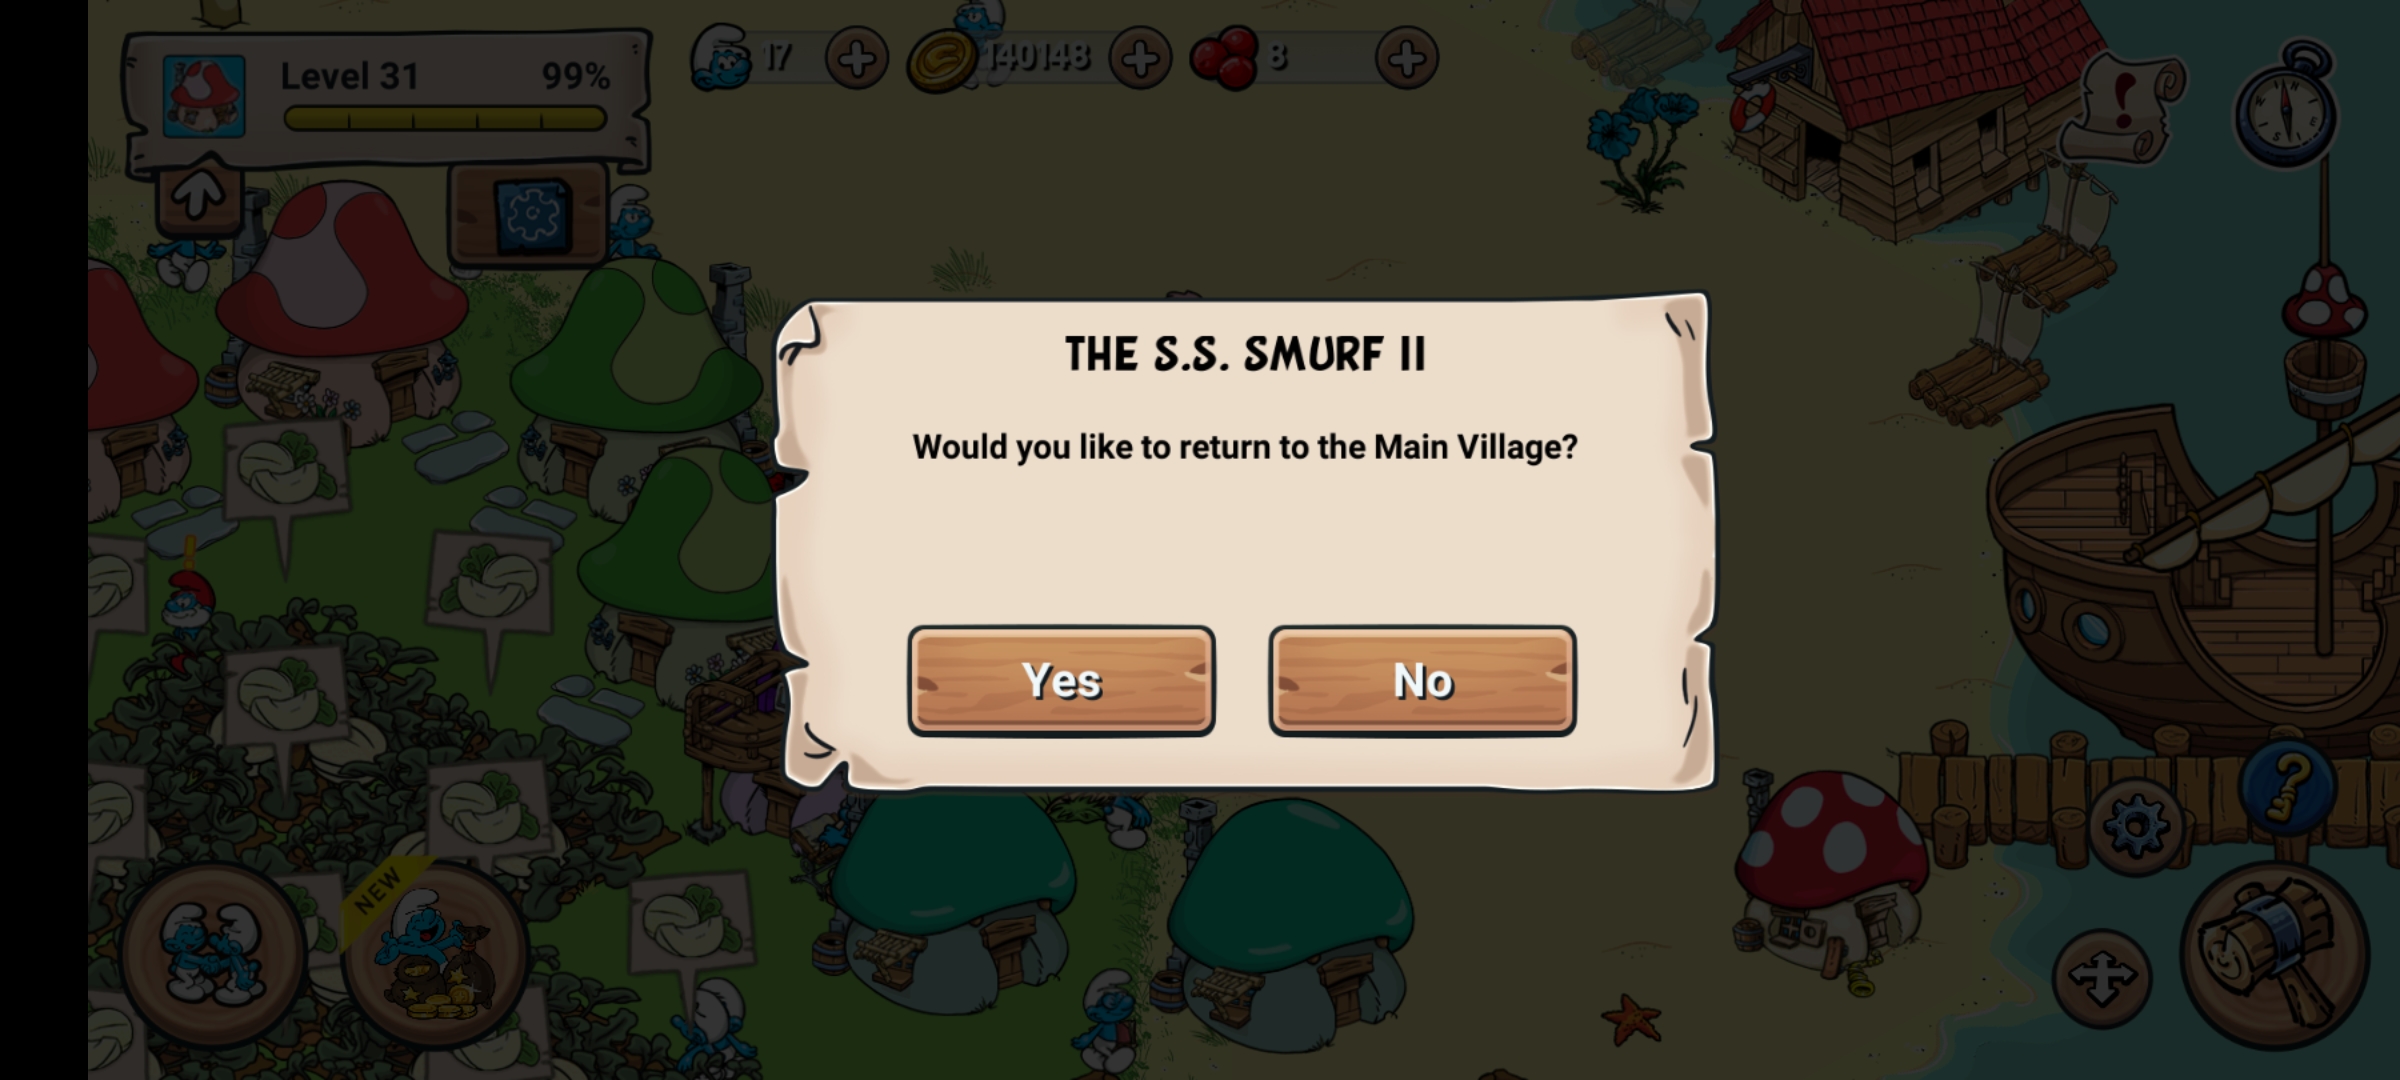 Level 31 99%
17 140148 8
THE S.S. SMURF II
Would you like to return to the Main Village?
Yes No
NEW